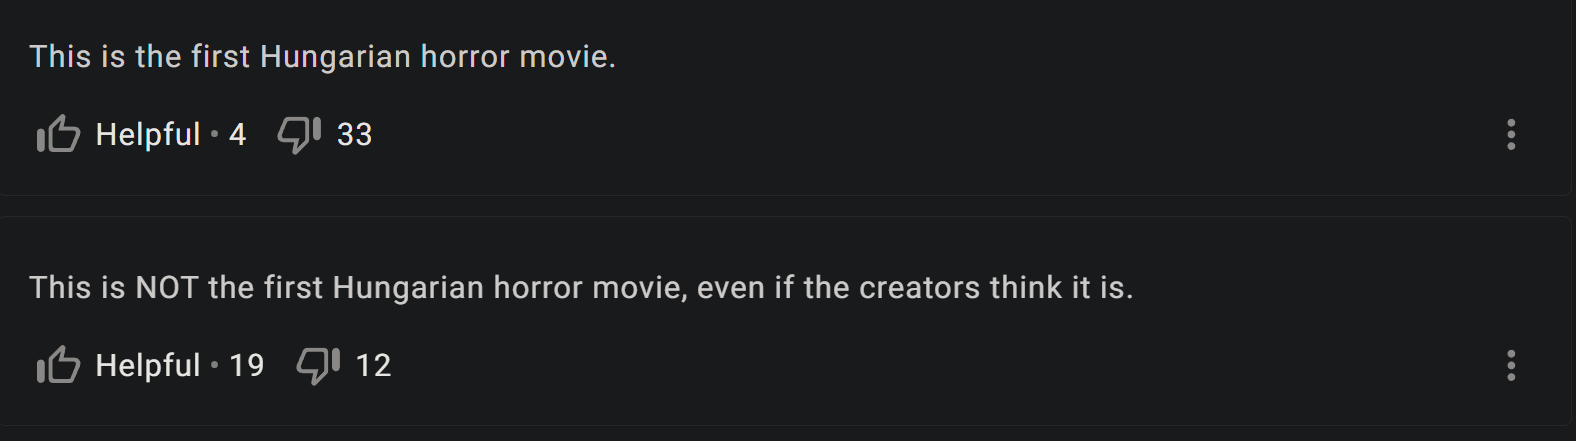 This is the first Hungarian horror movie.
Helpful • 4 33
This is NOT the first Hungarian horror movie, even if the creators think it is.
Helpful • 19 12